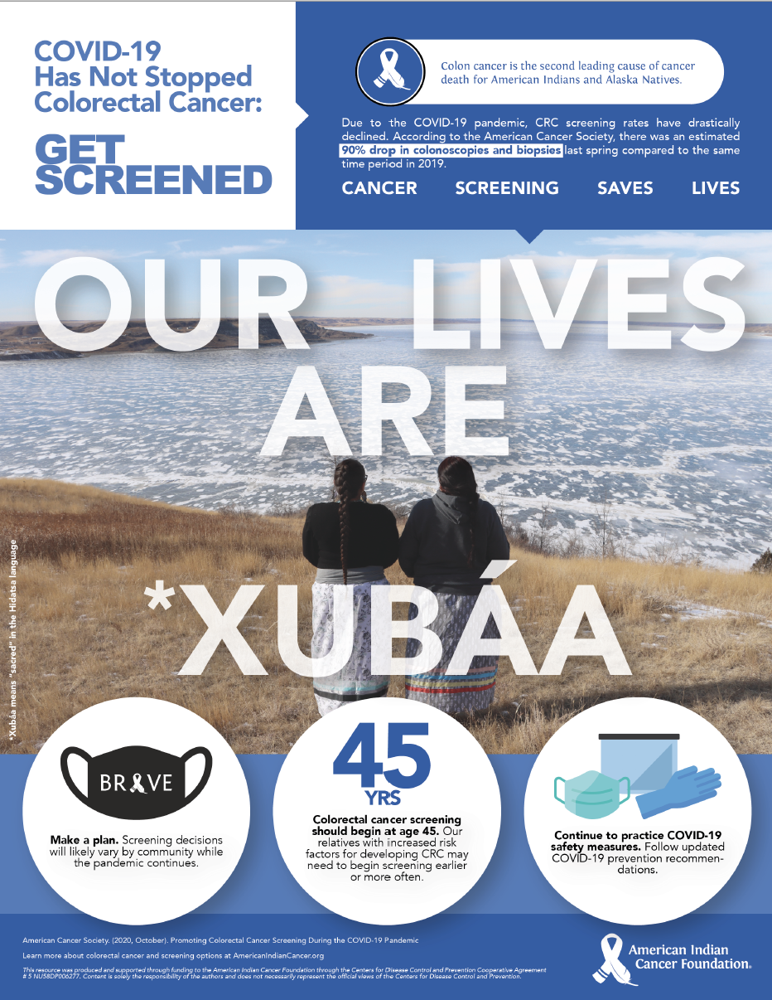 COVID-19
Has Not Stopped
Colorectal Cancer:
GET
SCREENED
Colon cancer is the second leading cause of cancer
death for American Indians and Alaska Natives.
Due to the COVID-19 pandemic, CRC screening rates have drastically
declined. According to the American Cancer Society, there was an estimated
90% drop in colonoscopies and biopsies last spring compared to the same
time period in 2019.
CANCER SCREENING SAVES LIVES
OUR LIVES
ARE
*XUBÁA
*Xubáa means "sacred" in the Hidatsa language
BRAVE
Make a plan. Screening decisions
will likely vary by community while
the pandemic continues.
45
YRS
Colorectal cancer screening
should begin at age 45. Our
relatives with increased risk
factors for developing CRC may
need to begin screening earlier
or more often.
Continue to practice COVID-19
safety measures. Follow updated
COVID-19 prevention recommen-
dations.
American Cancer Society. (2020, October). Promoting Colorectal Cancer Screening During the COVID-19 Pandemic
Learn more about colorectal cancer and screening options at AmericanIndianCancer.org
This resource was produced and supported through funding to the American Indian Cancer Foundation through the Centers for Disease Control and Prevention Cooperative Agreement
# 5 NU58DP006277. Content is solely the responsibility of the authors and does not necessarily represent the official views of the Centers for Disease Control and Prevention.
American Indian
Cancer Foundation®